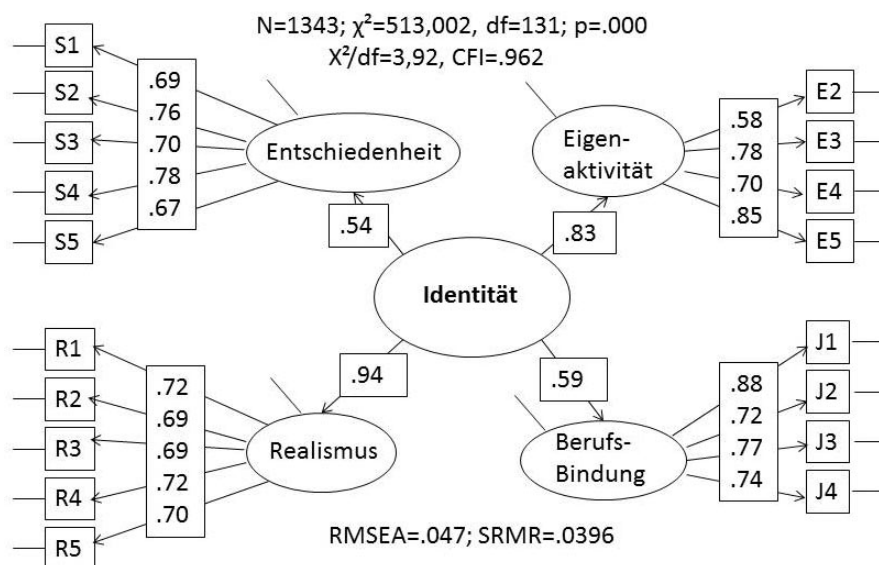 N=1343; χ²=513,002, df=131; p=.000
X²/df=3,92, CFI=.962
S1
S2
S3
S4
S5
.69
.76
.70
.78
.67
Entschiedenheit
.54
Eigen-
aktivität
.83
.58
.78
.70
.85
E2
E3
E4
E5
Identität
R1
R2
R3
R4
R5
.72
.69
.69
.72
.70
Realismus
.94
.59
Berufs-
Bindung
.88
.72
.77
.74
J1
J2
J3
J4
RMSEA=.047; SRMR=.0396